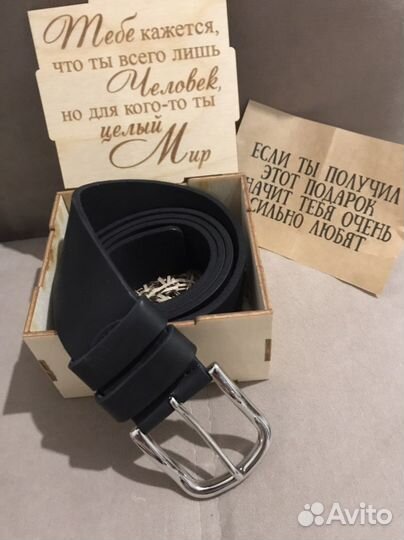 Тебе кажется,
что ты всего лишь
Человек,
но для кого-то ты
целый
Мир
ЕСЛИ ТЫ ПОЛУЧИЛ
ЭТОТ ПОДАРОК
ЗНАЧИТ ТЕБЯ ОЧЕНЬ
СИЛЬНО ЛЮБЯТ
Avito